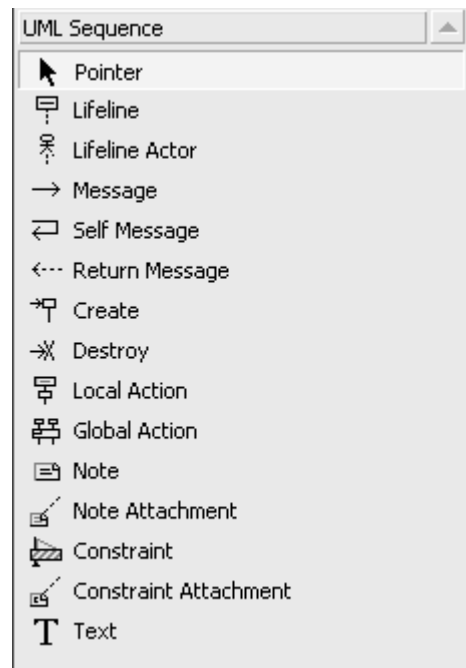 UML Sequence
Pointer
Lifeline
Lifeline Actor
Message
Self Message
Return Message
Create
Destroy
Local Action
Global Action
Note
Note Attachment
Constraint
Constraint Attachment
T Text